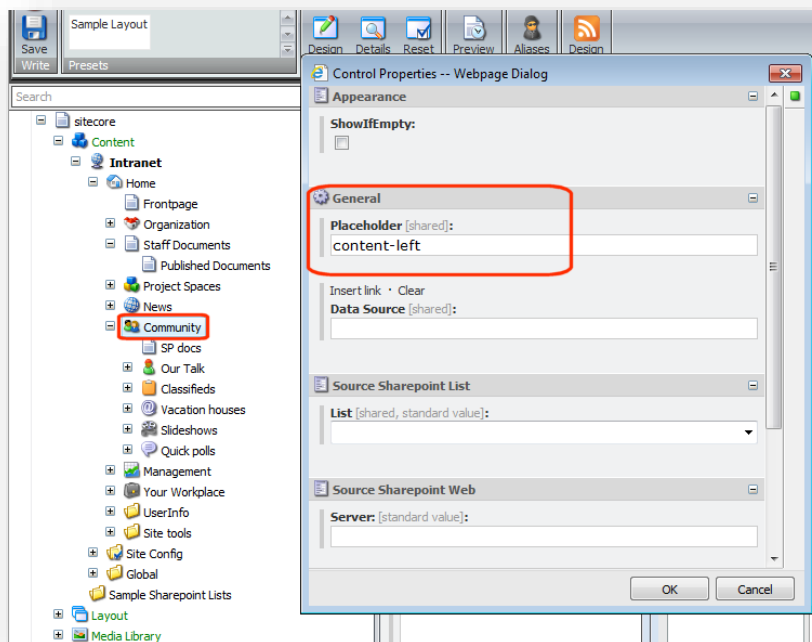 Sample Layout
Save
Write
Presets
Design
Details
Reset
Preview
Aliases
Design
Search
sitecore
Content
Intranet
Home
Frontpage
Organization
Staff Documents
Published Documents
Project Spaces
News
Community
SP docs
Our Talk
Classifieds
Vacation houses
Slideshows
Quick polls
Management
Your Workplace
UserInfo
Site tools
Site Config
Global
Sample Sharepoint Lists
Layout
Media Library
Control Properties -- Webpage Dialog
Appearance
ShowIfEmpty:
General
Placeholder [shared]:
content-left
Insert link · Clear
Data Source [shared]:
Source Sharepoint List
List [shared, standard value]:
Source Sharepoint Web
Server: [standard value]:
OK
Cancel